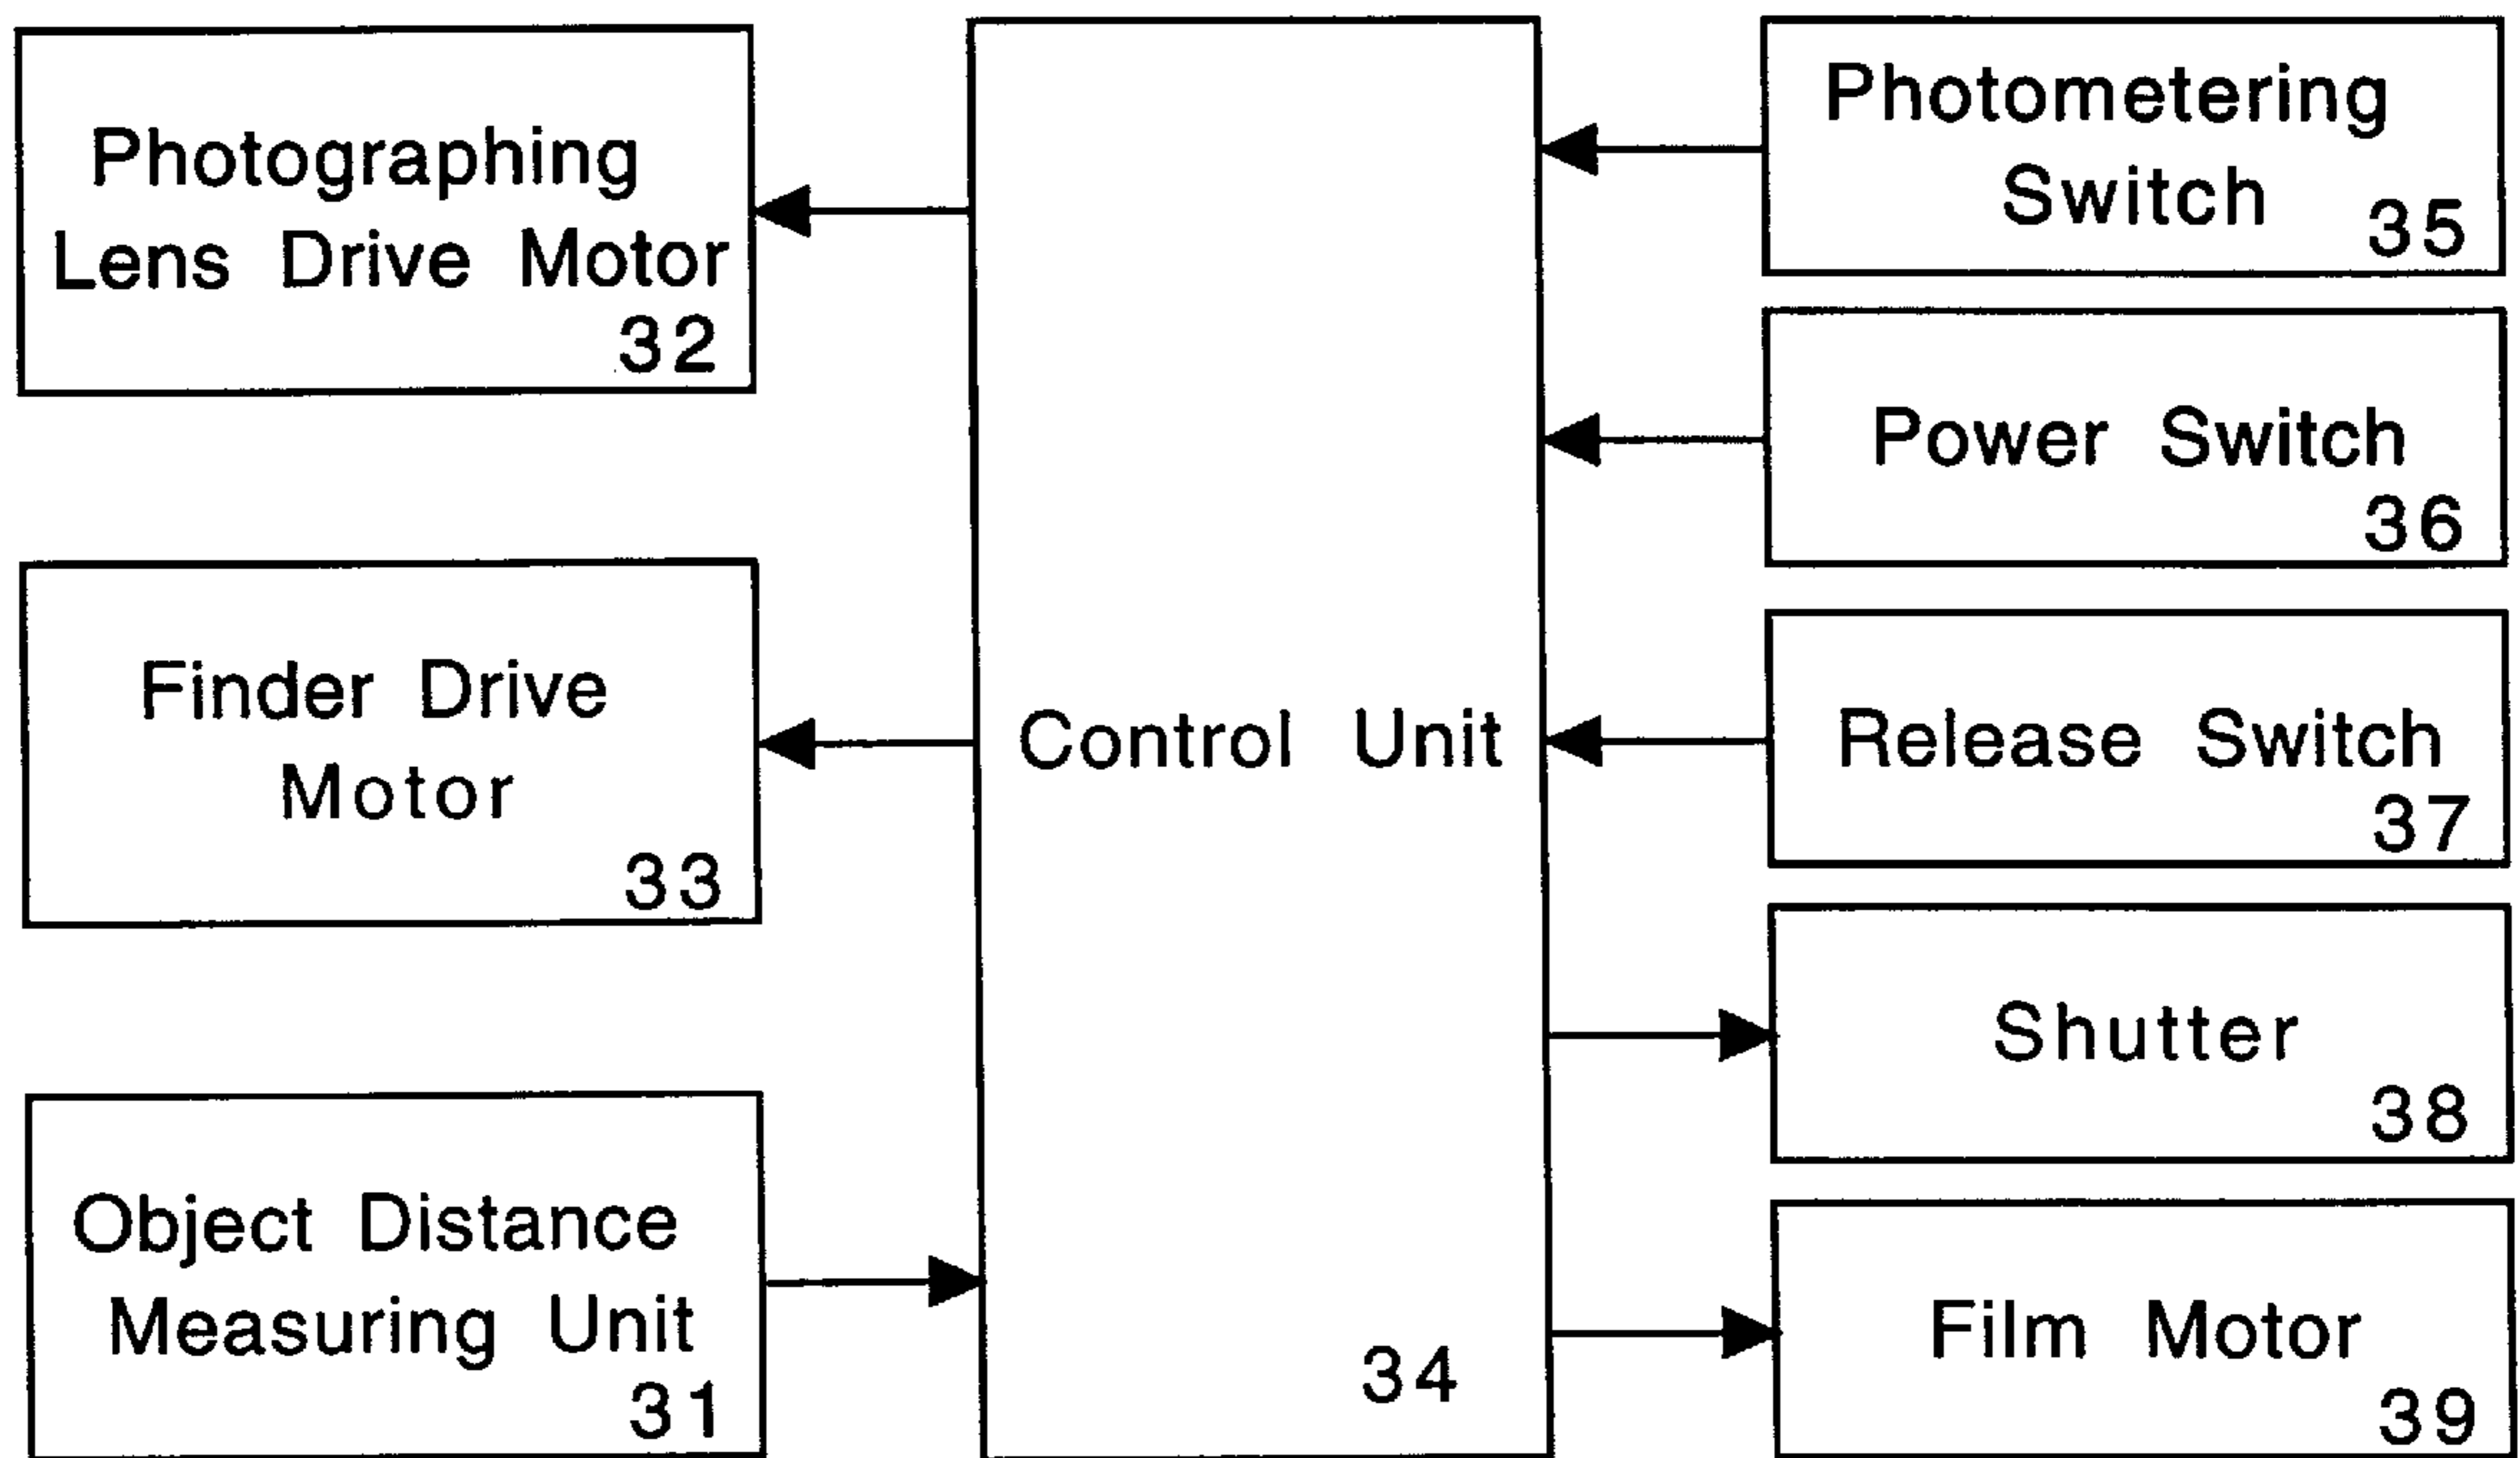 Photographing
Lens Drive Motor
32
Finder Drive
Motor
33
Object Distance
Measuring Unit
31
Control Unit
34
Photometering
Switch
35
Power Switch
36
Release Switch
37
Shutter
38
Film Motor
39